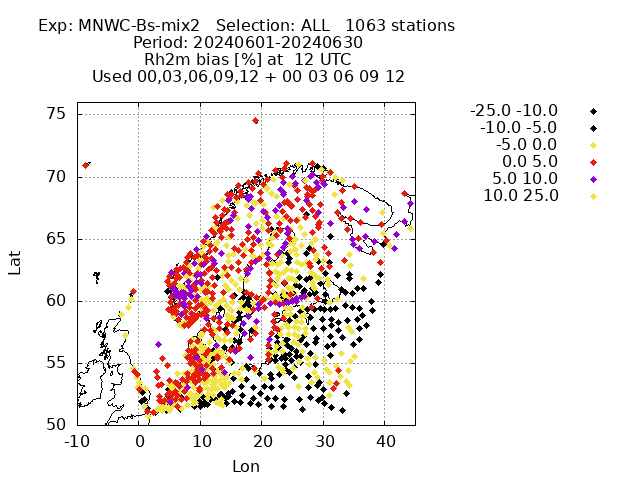 Exp: MNWC-Bs-mix2   Selection: ALL   1063 stations
Period: 20240601-20240630
Rh2m bias [%] at  12 UTC
Used 00,03,06,09,12 + 00 03 06 09 12
-25.0 -10.0
-10.0 -5.0
-5.0 0.0
0.0 5.0
5.0 10.0
10.0 25.0
75
70
65
60
55
50
Lat
-10 0 10 20 30 40
Lon